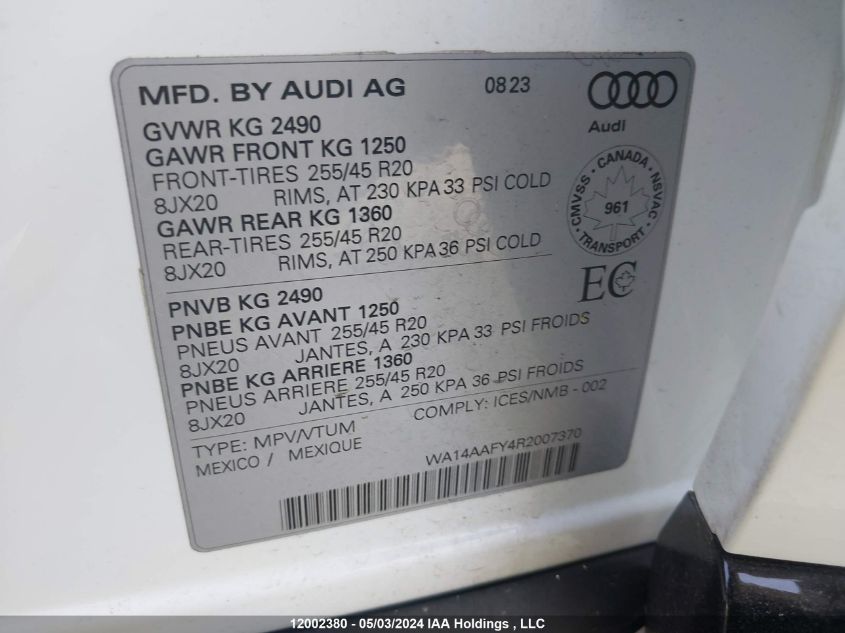 MFD. BY AUDI AG 0823
Audi
GVWR KG 2490
GAWR FRONT KG 1250
FRONT-TIRES 255/45 R20
8JX20 RIMS, AT 230 KPA 33 PSI COLD
GAWR REAR KG 1360
REAR-TIRES 255/45 R20
8JX20 RIMS, AT 250 KPA 36 PSI COLD
CMVSS - CANADA - NSVAC - TRANSPORT
961
EC
PNVB KG 2490
PNBE KG AVANT 1250
PNEUS AVANT 255/45 R20
8JX20 JANTES, A 230 KPA 33 PSI FROIDS
PNBE KG ARRIERE 1360
PNEUS ARRIERE 255/45 R20
8JX20 JANTES, A 250 KPA 36 PSI FROIDS
TYPE: MPV/VTUM COMPLY: ICES/NMB - 002
MEXICO / MEXIQUE
WA14AAFY4R2007370
12002380 - 05/03/2024 IAA Holdings , LLC